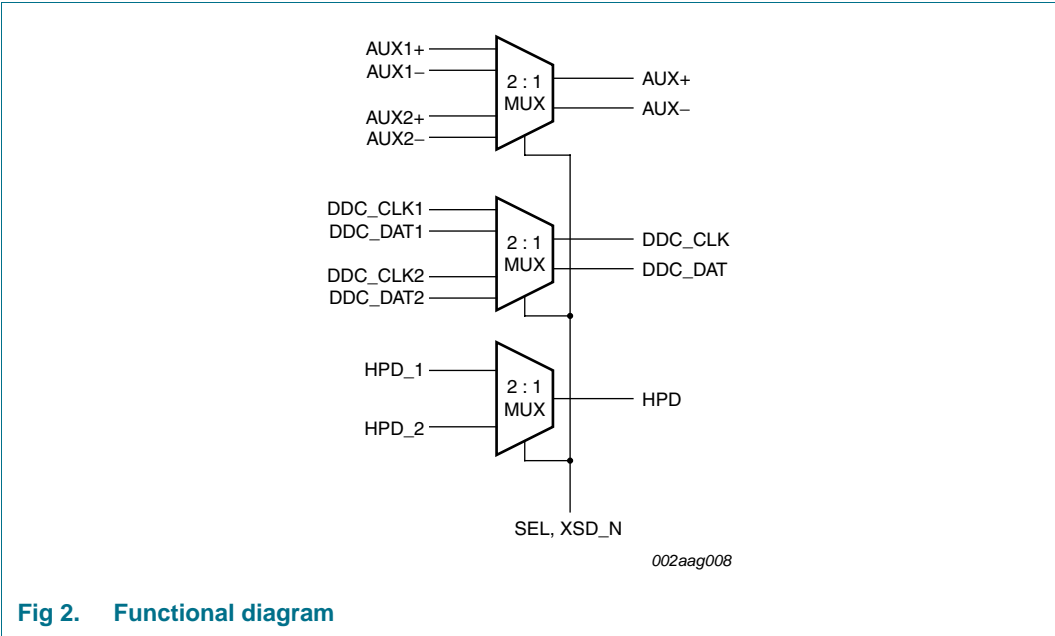 AUX1+
AUX1−
AUX2+
AUX2−
2 : 1
MUX
AUX+
AUX−
DDC_CLK1
DDC_DAT1
DDC_CLK2
DDC_DAT2
2 : 1
MUX
DDC_CLK
DDC_DAT
HPD_1
HPD_2
2 : 1
MUX
HPD
SEL, XSD_N
002aag008
Fig 2. Functional diagram